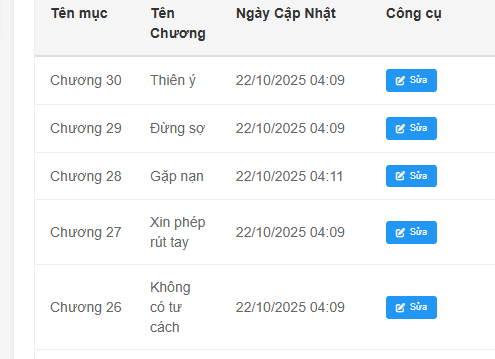 Tên mục Tên Chương Ngày Cập Nhật Công cụ
Chương 30 Thiên ý 22/10/2025 04:09 Sửa
Chương 29 Đừng sợ 22/10/2025 04:09 Sửa
Chương 28 Gặp nạn 22/10/2025 04:11 Sửa
Chương 27 Xin phép rút tay 22/10/2025 04:09 Sửa
Chương 26 Không có tư cách 22/10/2025 04:09 Sửa